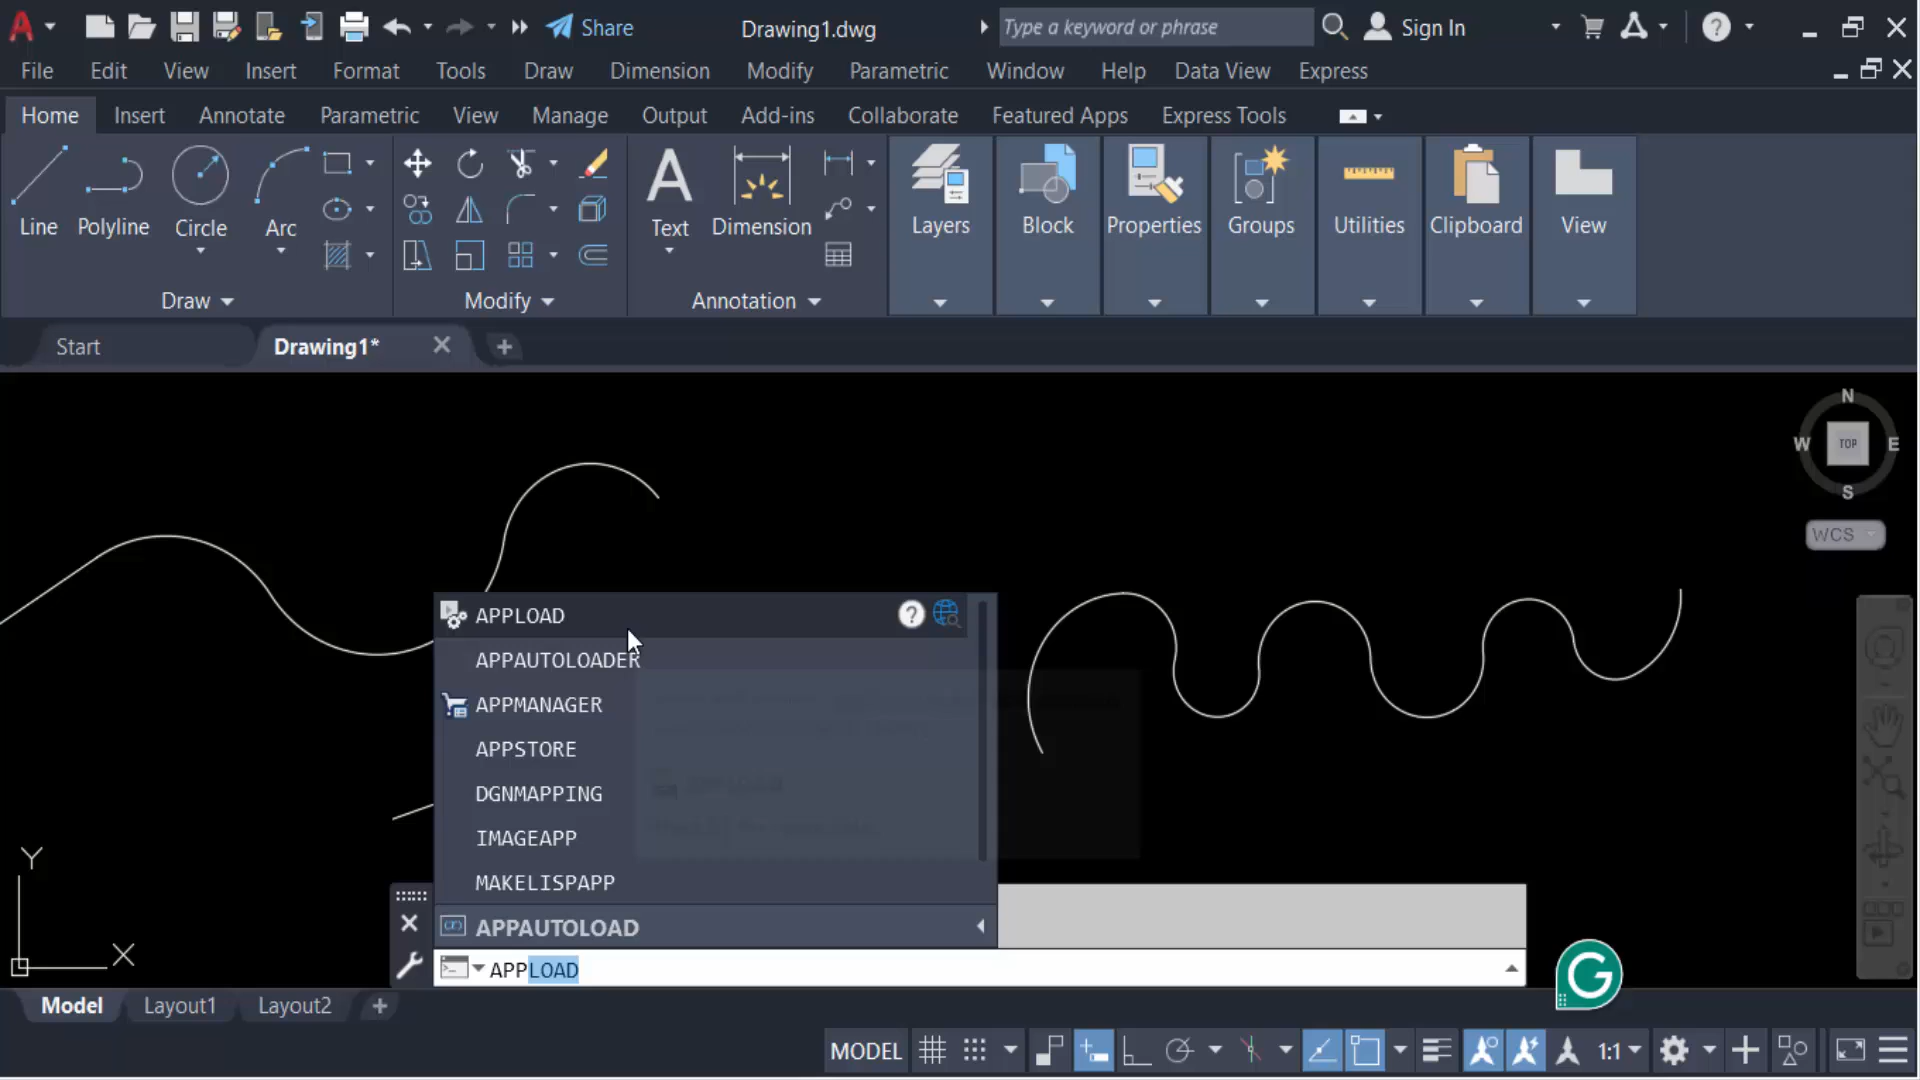 Share
Drawing1.dwg
Type a keyword or phrase
Sign In
File Edit View Insert Format Tools Draw Dimension Modify Parametric Window Help Data View Express
Home Insert Annotate Parametric View Manage Output Add-ins Collaborate Featured Apps Express Tools
Line Polyline Circle Arc Text Dimension Layers Block Properties Groups Utilities Clipboard View
Draw Modify Annotation
Start Drawing1*
N
W TOP E
S
WCS
APPLOAD
APPAUTOLOADER
APPMANAGER
APPSTORE
DGNMAPPING
IMAGEAPP
MAKELISPAPP
APPAUTOLOAD
APPLOAD
Y
X
Model Layout1 Layout2
MODEL 1:1